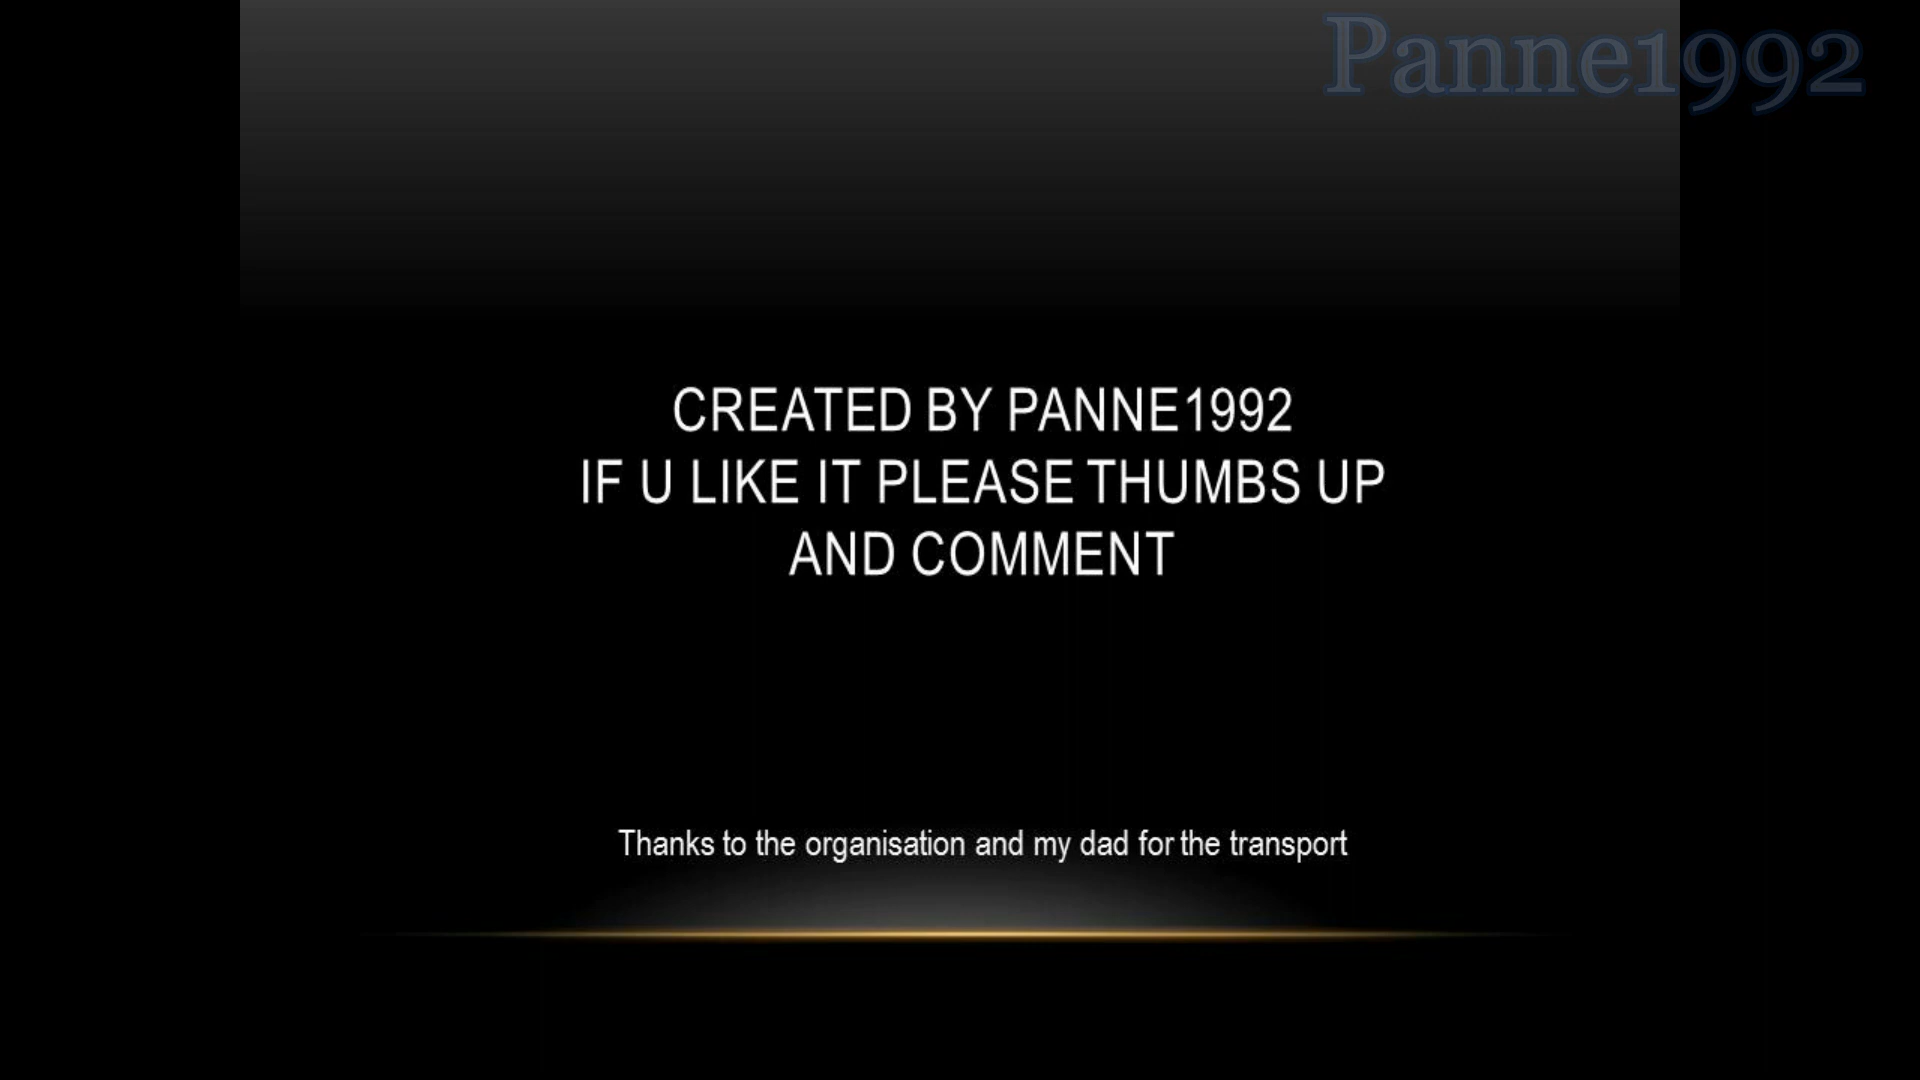 Panne1992
CREATED BY PANNE1992
IF U LIKE IT PLEASE THUMBS UP
AND COMMENT
Thanks to the organisation and my dad for the transport